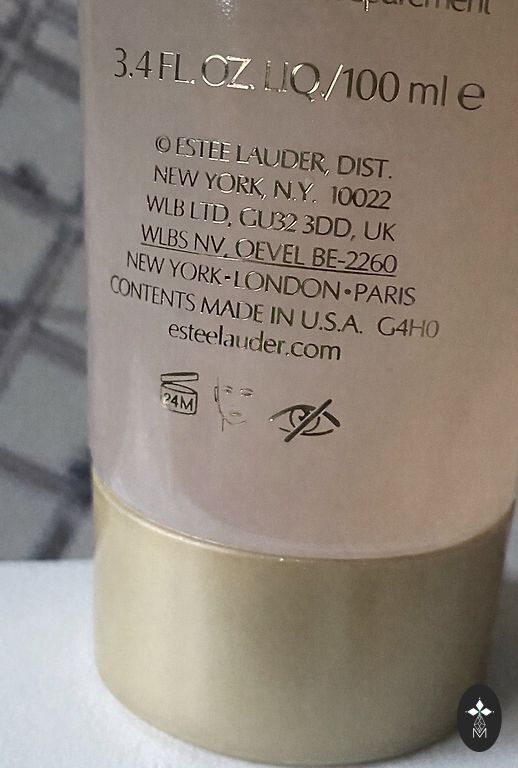 3.4 FL. OZ. LIQ./100 ml e
© ESTEE LAUDER, DIST.
NEW YORK, N.Y. 10022
WLB LTD, GU32 3DD, UK
WLBS NV, OEVEL BE-2260
NEW YORK•LONDON•PARIS
CONTENTS MADE IN U.S.A. G4H0
esteelauder.com
24M
M